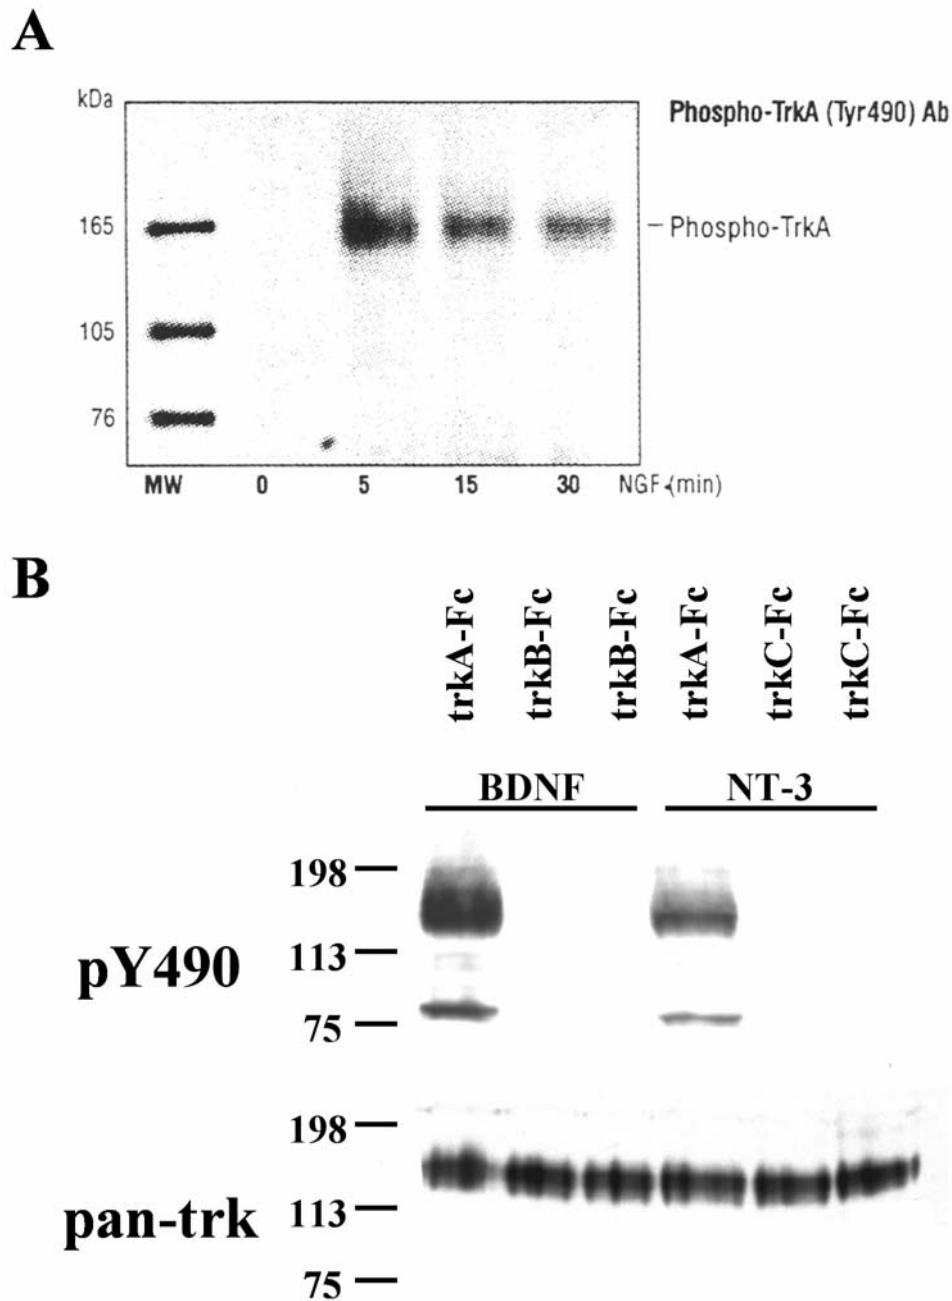 A
kDa
Phospho-TrkA (Tyr490) Ab
165
Phospho-TrkA
105
76
MW 0 5 15 30 NGF (min)
B
trkA-Fc trkB-Fc trkB-Fc trkA-Fc trkC-Fc trkC-Fc
BDNF NT-3
198
113
pY490
75
198
113
pan-trk
75